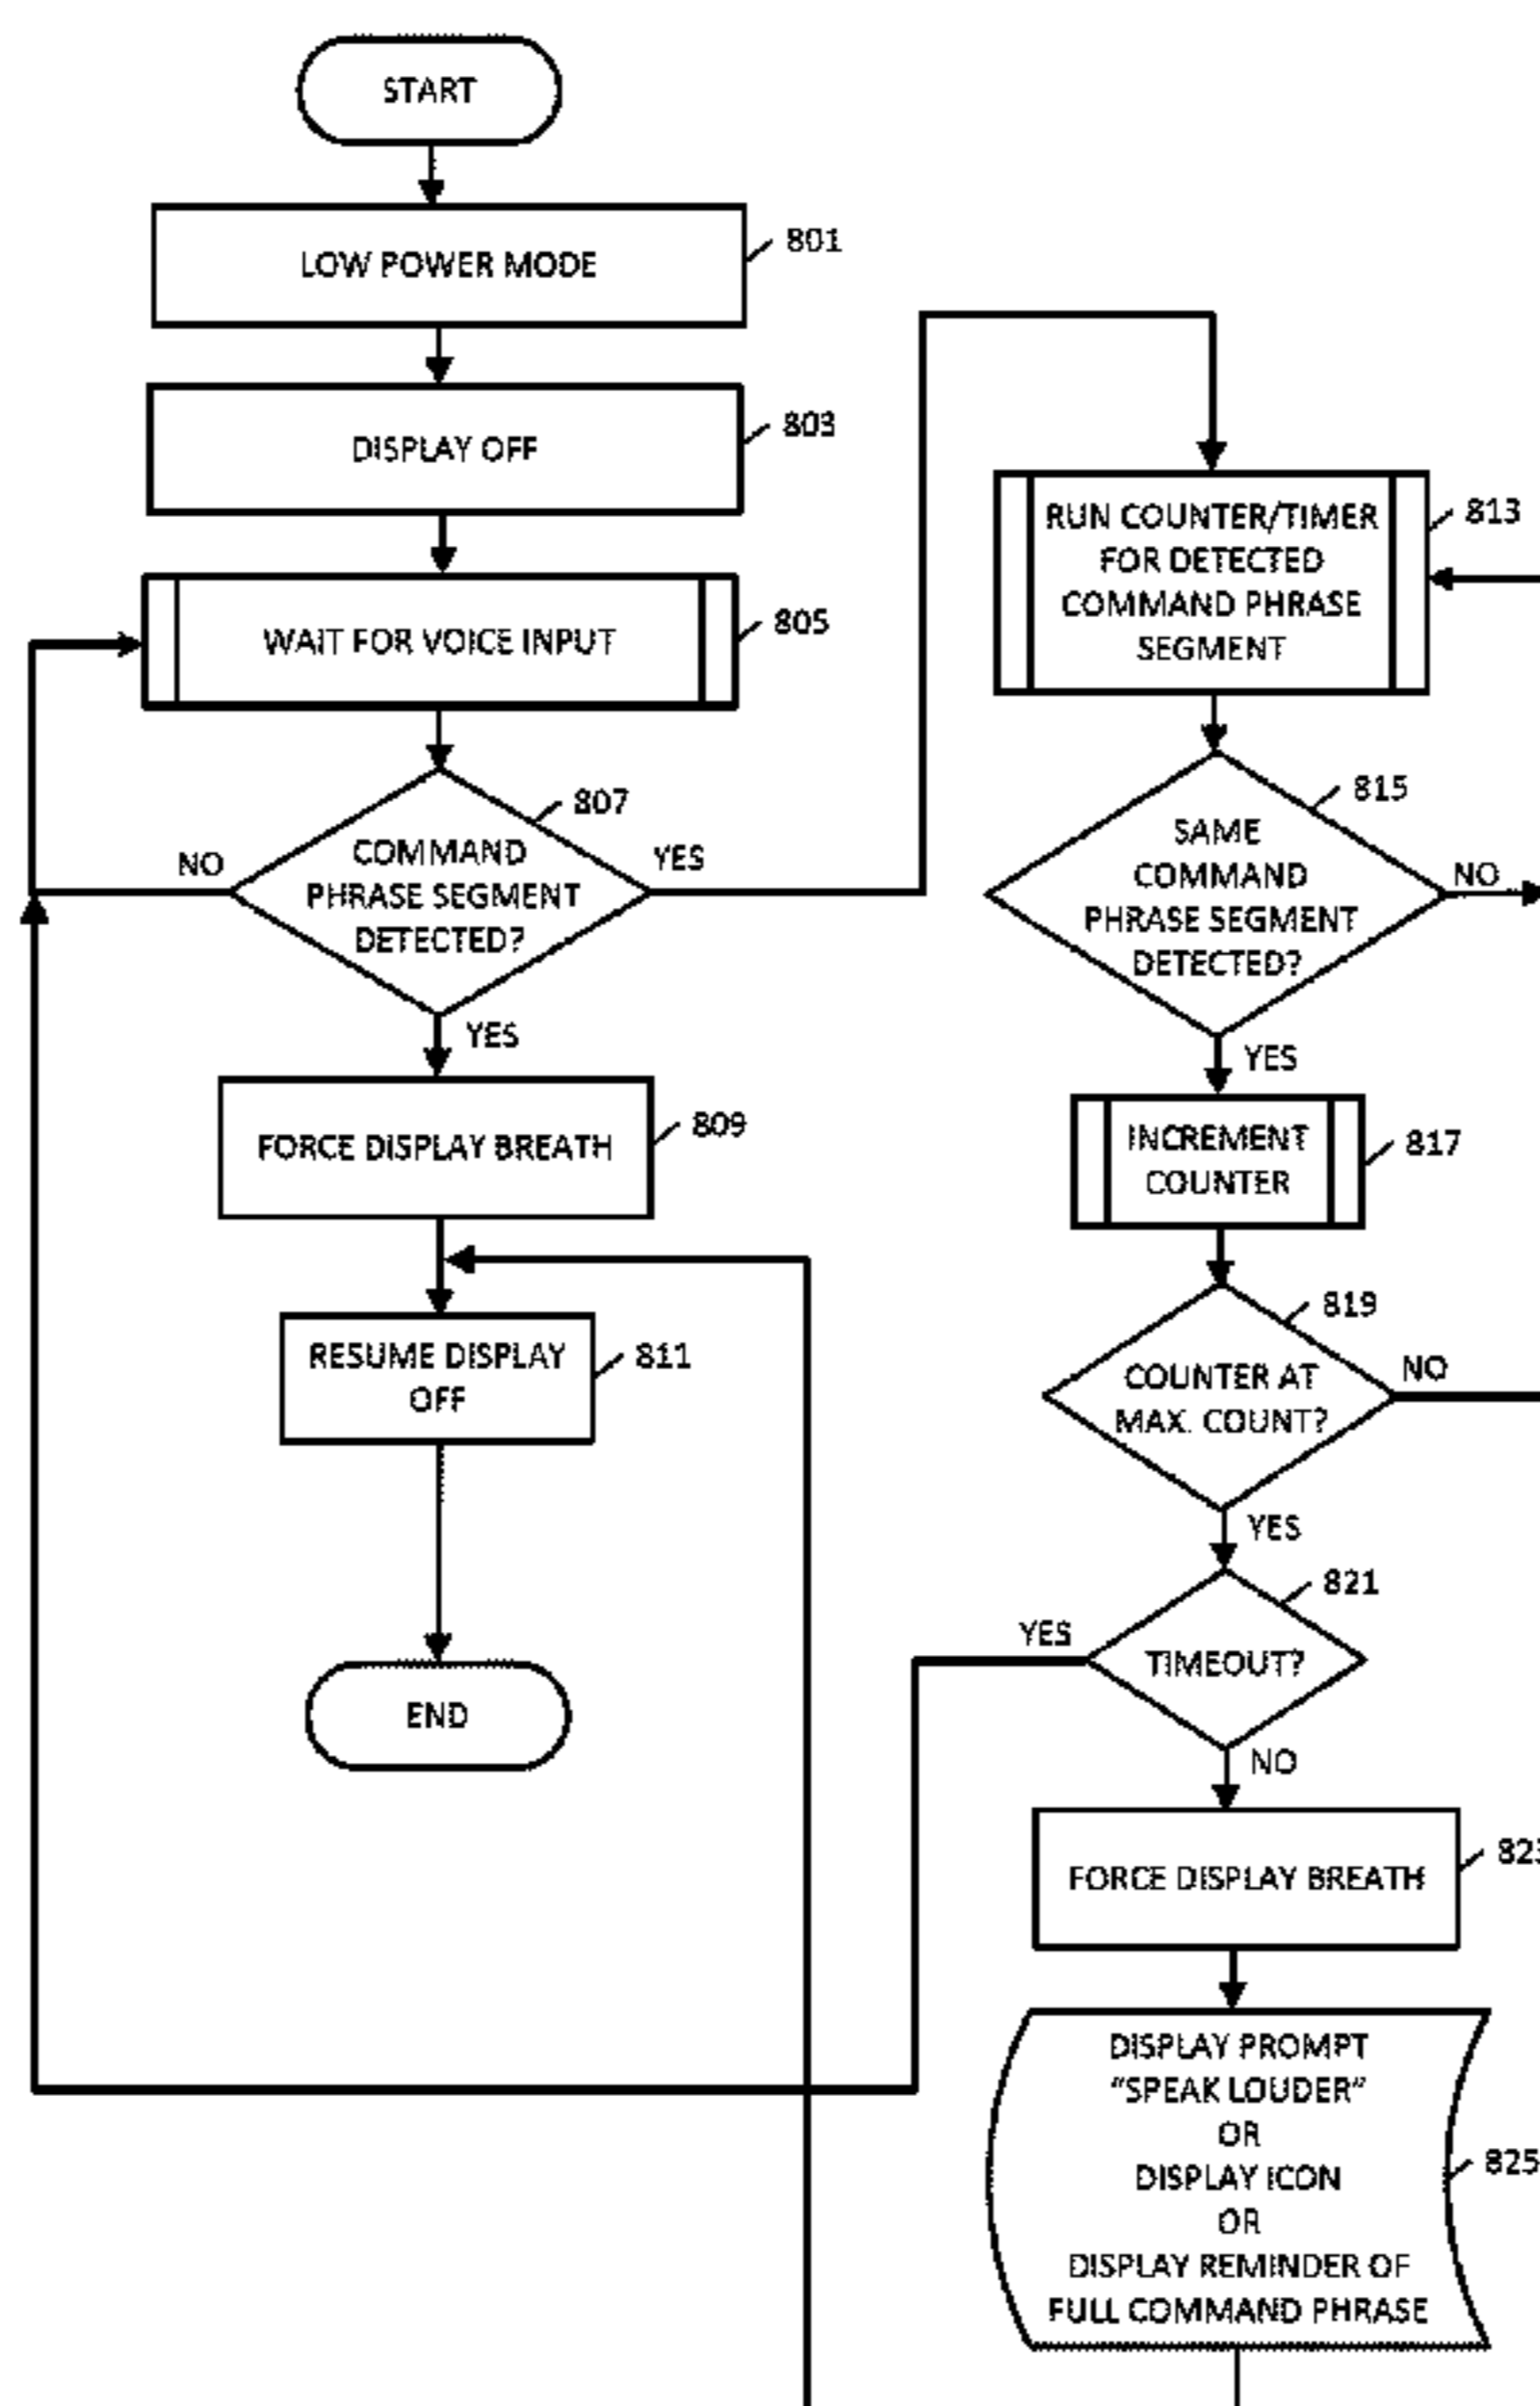 START
LOW POWER MODE
801
DISPLAY OFF
803
WAIT FOR VOICE INPUT
805
807
COMMAND
PHRASE SEGMENT
DETECTED?
NO
YES
YES
FORCE DISPLAY BREATH
809
RESUME DISPLAY
OFF
811
END
RUN COUNTER/TIMER
FOR DETECTED
COMMAND PHRASE
SEGMENT
813
815
SAME
COMMAND
PHRASE SEGMENT
DETECTED?
NO
YES
INCREMENT
COUNTER
817
819
COUNTER AT
MAX. COUNT?
NO
YES
821
TIMEOUT?
YES
NO
FORCE DISPLAY BREATH
823
DISPLAY PROMPT
“SPEAK LOUDER”
OR
DISPLAY ICON
OR
DISPLAY REMINDER OF
FULL COMMAND PHRASE
825